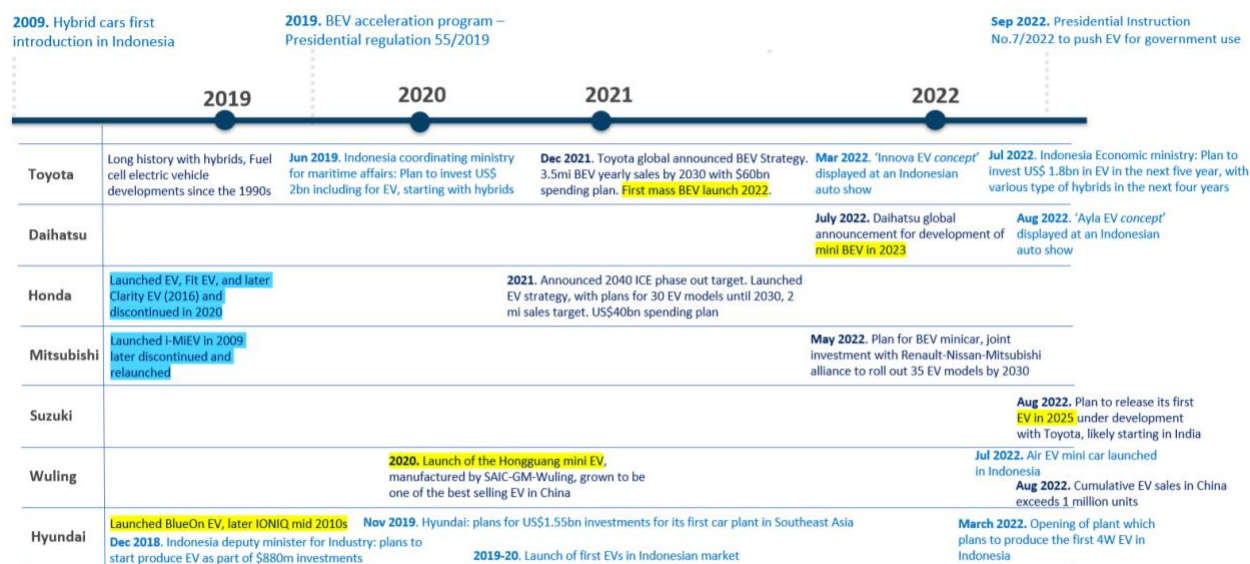 2009. Hybrid cars first
introduction in Indonesia
2019. BEV acceleration program –
Presidential regulation 55/2019
Sep 2022. Presidential Instruction
No.7/2022 to push EV for government use
2019
2020
2021
2022
Toyota
Long history with hybrids, Fuel
cell electric vehicle
developments since the 1990s
Jun 2019. Indonesia coordinating ministry
for maritime affairs: Plan to invest US$
2bn including for EV, starting with hybrids
Dec 2021. Toyota global announced BEV Strategy.
3.5mi BEV yearly sales by 2030 with $60bn
spending plan. First mass BEV launch 2022.
Mar 2022. ‘Innova EV concept’
displayed at an Indonesian
auto show
Jul 2022. Indonesia Economic ministry: Plan to
invest US$ 1.8bn in EV in the next five year, with
various type of hybrids in the next four years
Daihatsu
July 2022. Daihatsu global
announcement for development of
mini BEV in 2023
Aug 2022. ‘Ayla EV concept’
displayed at an Indonesian
auto show
Honda
Launched EV, Fit EV, and later
Clarity EV (2016) and
discontinued in 2020
2021. Announced 2040 ICE phase out target. Launched
EV strategy, with plans for 30 EV models until 2030, 2
mi sales target. US$40bn spending plan
Mitsubishi
Launched i-MiEV in 2009
later discontinued and
relaunched
May 2022. Plan for BEV minicar, joint
investment with Renault-Nissan-Mitsubishi
alliance to roll out 35 EV models by 2030
Suzuki
Aug 2022. Plan to release its first
EV in 2025 under development
with Toyota, likely starting in India
Wuling
2020. Launch of the Hongguang mini EV,
manufactured by SAIC-GM-Wuling, grown to be
one of the best selling EV in China
Jul 2022. Air EV mini car launched
in Indonesia
Aug 2022. Cumulative EV sales in China
exceeds 1 million units
Hyundai
Launched BlueOn EV, later IONIQ mid 2010s
Dec 2018. Indonesia deputy minister for Industry: plans to
start produce EV as part of $880m investments
Nov 2019. Hyundai: plans for US$1.55bn investments for its first car plant in Southeast Asia
2019-20. Launch of first EVs in Indonesian market
March 2022. Opening of plant which
plans to produce the first 4W EV in
Indonesia